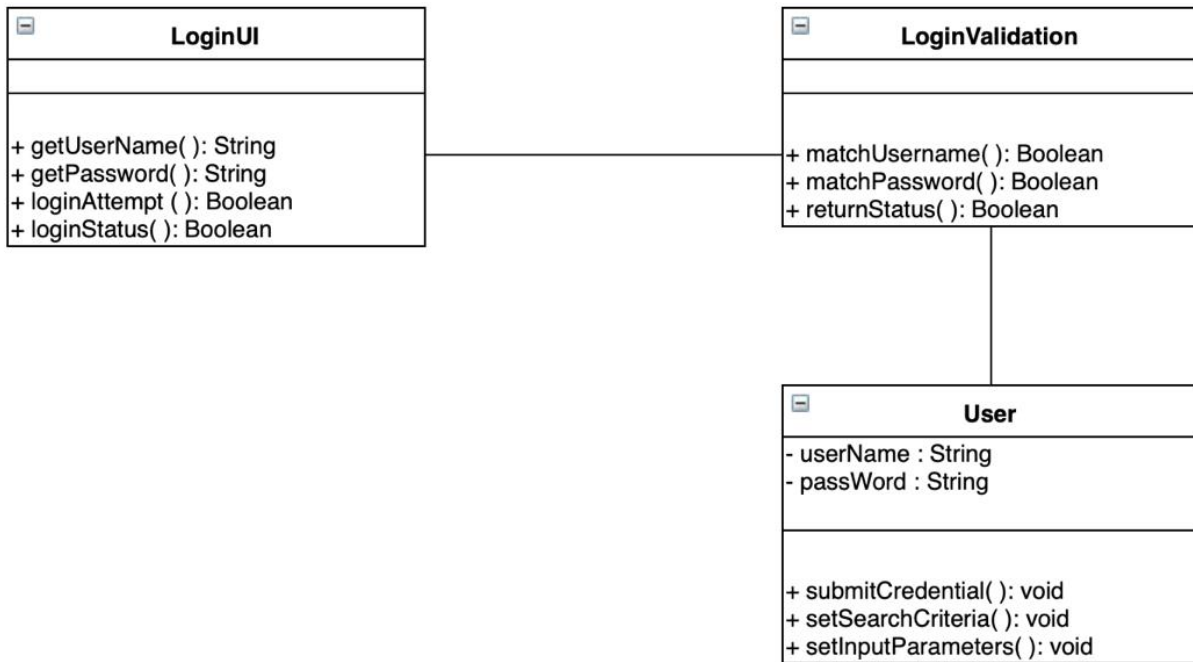 LoginUI
+ getUserName( ): String
+ getPassword( ): String
+ loginAttempt ( ): Boolean
+ loginStatus( ): Boolean
LoginValidation
+ matchUsername( ): Boolean
+ matchPassword( ): Boolean
+ returnStatus( ): Boolean
User
- userName : String
- passWord : String
+ submitCredential( ): void
+ setSearchCriteria( ): void
+ setInputParameters( ): void